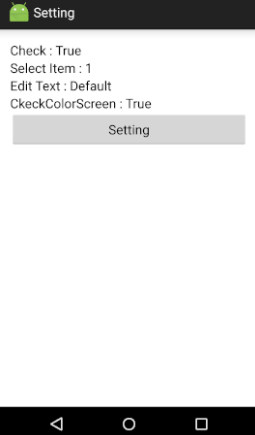 Setting
Check : True
Select Item : 1
Edit Text : Default
CkeckColorScreen : True
Setting